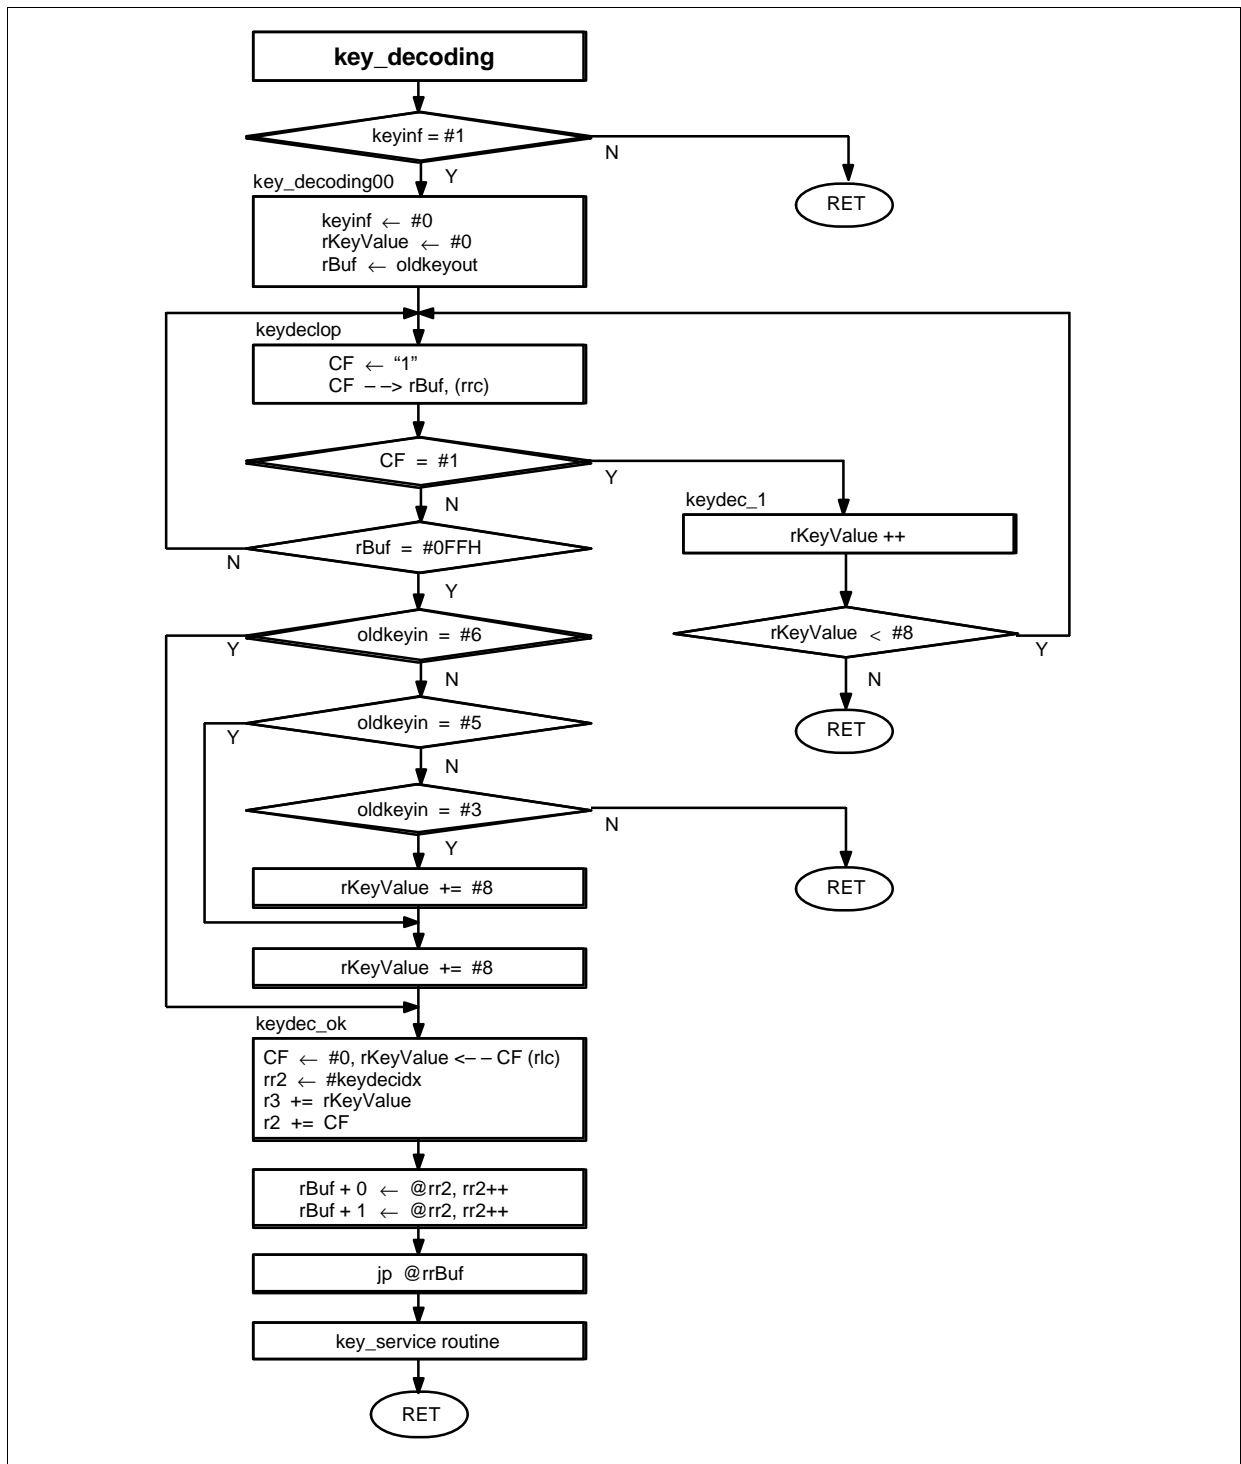 key_decoding
keyinf = #1
N
Y
RET
key_decoding00
keyinf ← #0
rKeyValue ← #0
rBuf ← oldkeyout
keydeclop
CF ← “1”
CF – –> rBuf, (rrc)
CF = #1
Y
N
keydec_1
rKeyValue ++
rBuf = #0FFH
N
Y
rKeyValue < #8
Y
N
RET
oldkeyin = #6
Y
N
oldkeyin = #5
Y
N
oldkeyin = #3
N
Y
RET
rKeyValue += #8
rKeyValue += #8
keydec_ok
CF ← #0, rKeyValue <– – CF (rlc)
rr2 ← #keydecidx
r3 += rKeyValue
r2 += CF
rBuf + 0 ← @rr2, rr2++
rBuf + 1 ← @rr2, rr2++
jp @rrBuf
key_service routine
RET